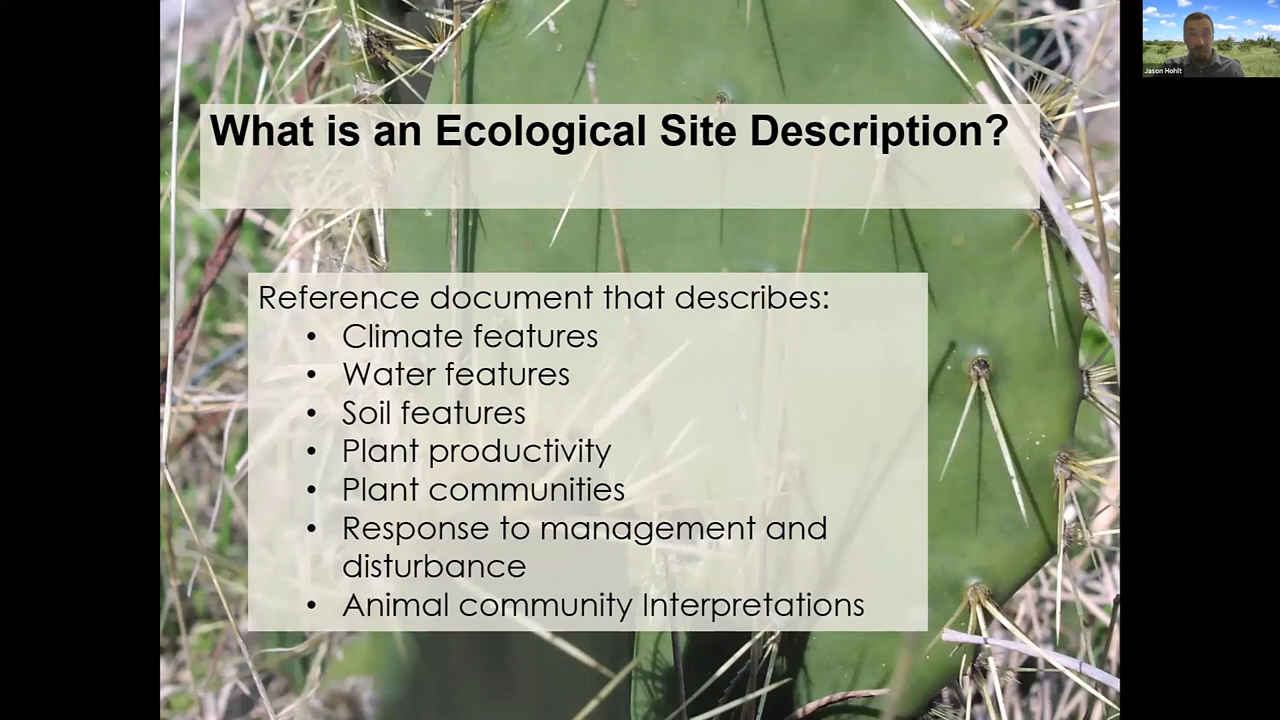 What is an Ecological Site Description?
Reference document that describes:
• Climate features
• Water features
• Soil features
• Plant productivity
• Plant communities
• Response to management and
disturbance
• Animal community Interpretations
Jason Hohlt